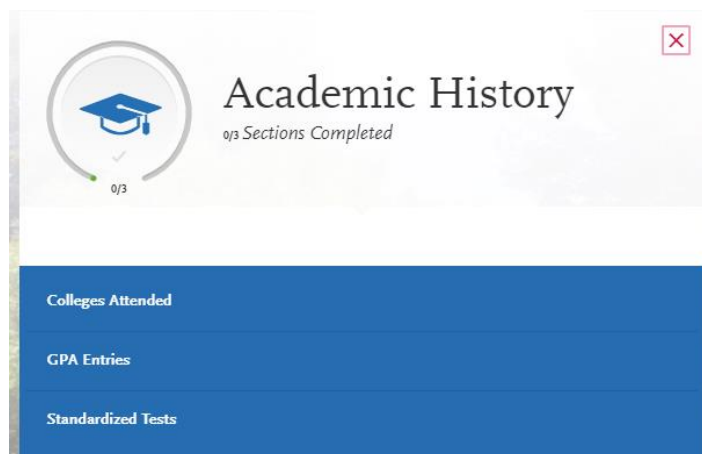 Academic History
0/3 Sections Completed
0/3
Colleges Attended
GPA Entries
Standardized Tests